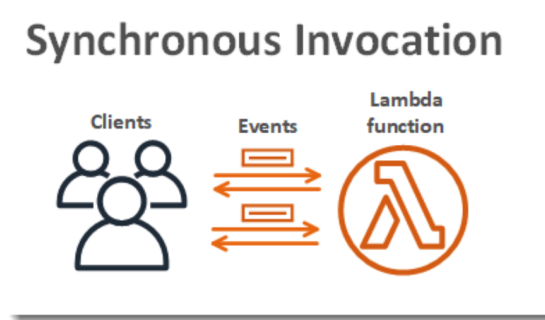 Synchronous Invocation
Clients
Events
Lambda
function